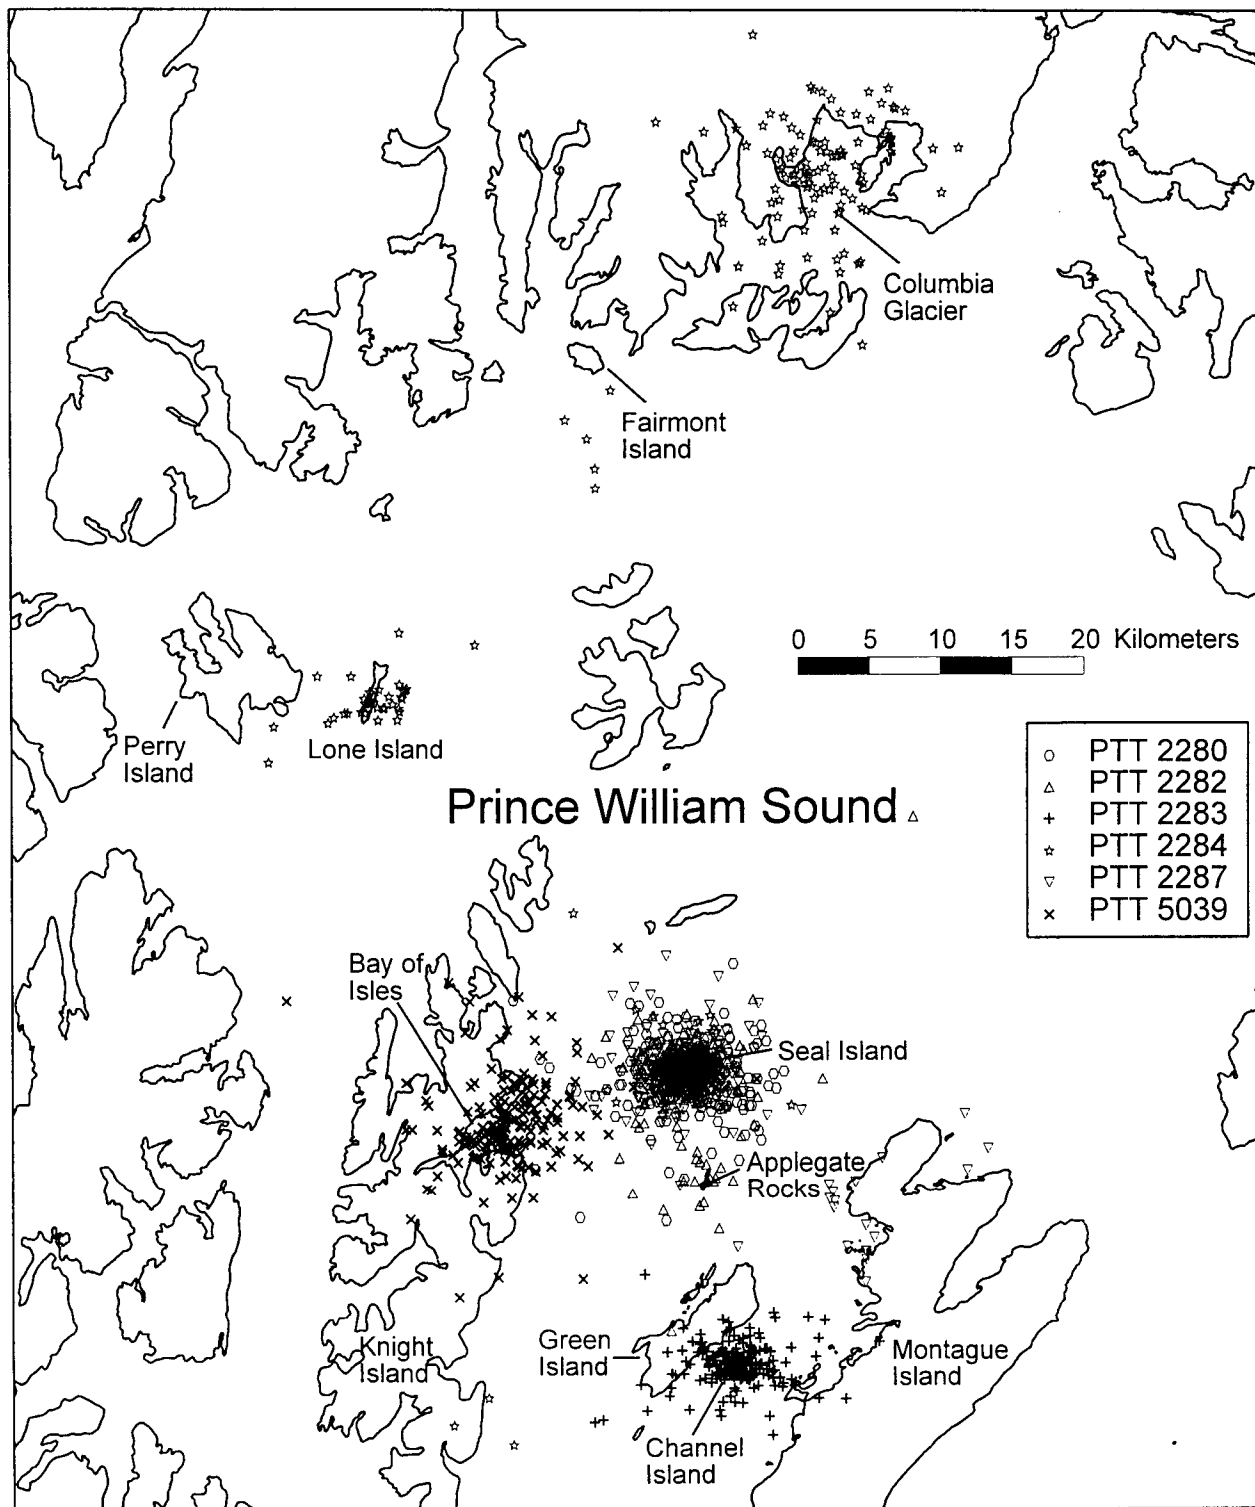 Columbia
Glacier
Fairmont
Island
0 5 10 15 20 Kilometers
Perry
Island
Lone Island
Prince William Sound
PTT 2280
PTT 2282
PTT 2283
PTT 2284
PTT 2287
PTT 5039
Bay of
Isles
Seal Island
Applegate
Rocks
Knight
Island
Green
Island
Montague
Island
Channel
Island